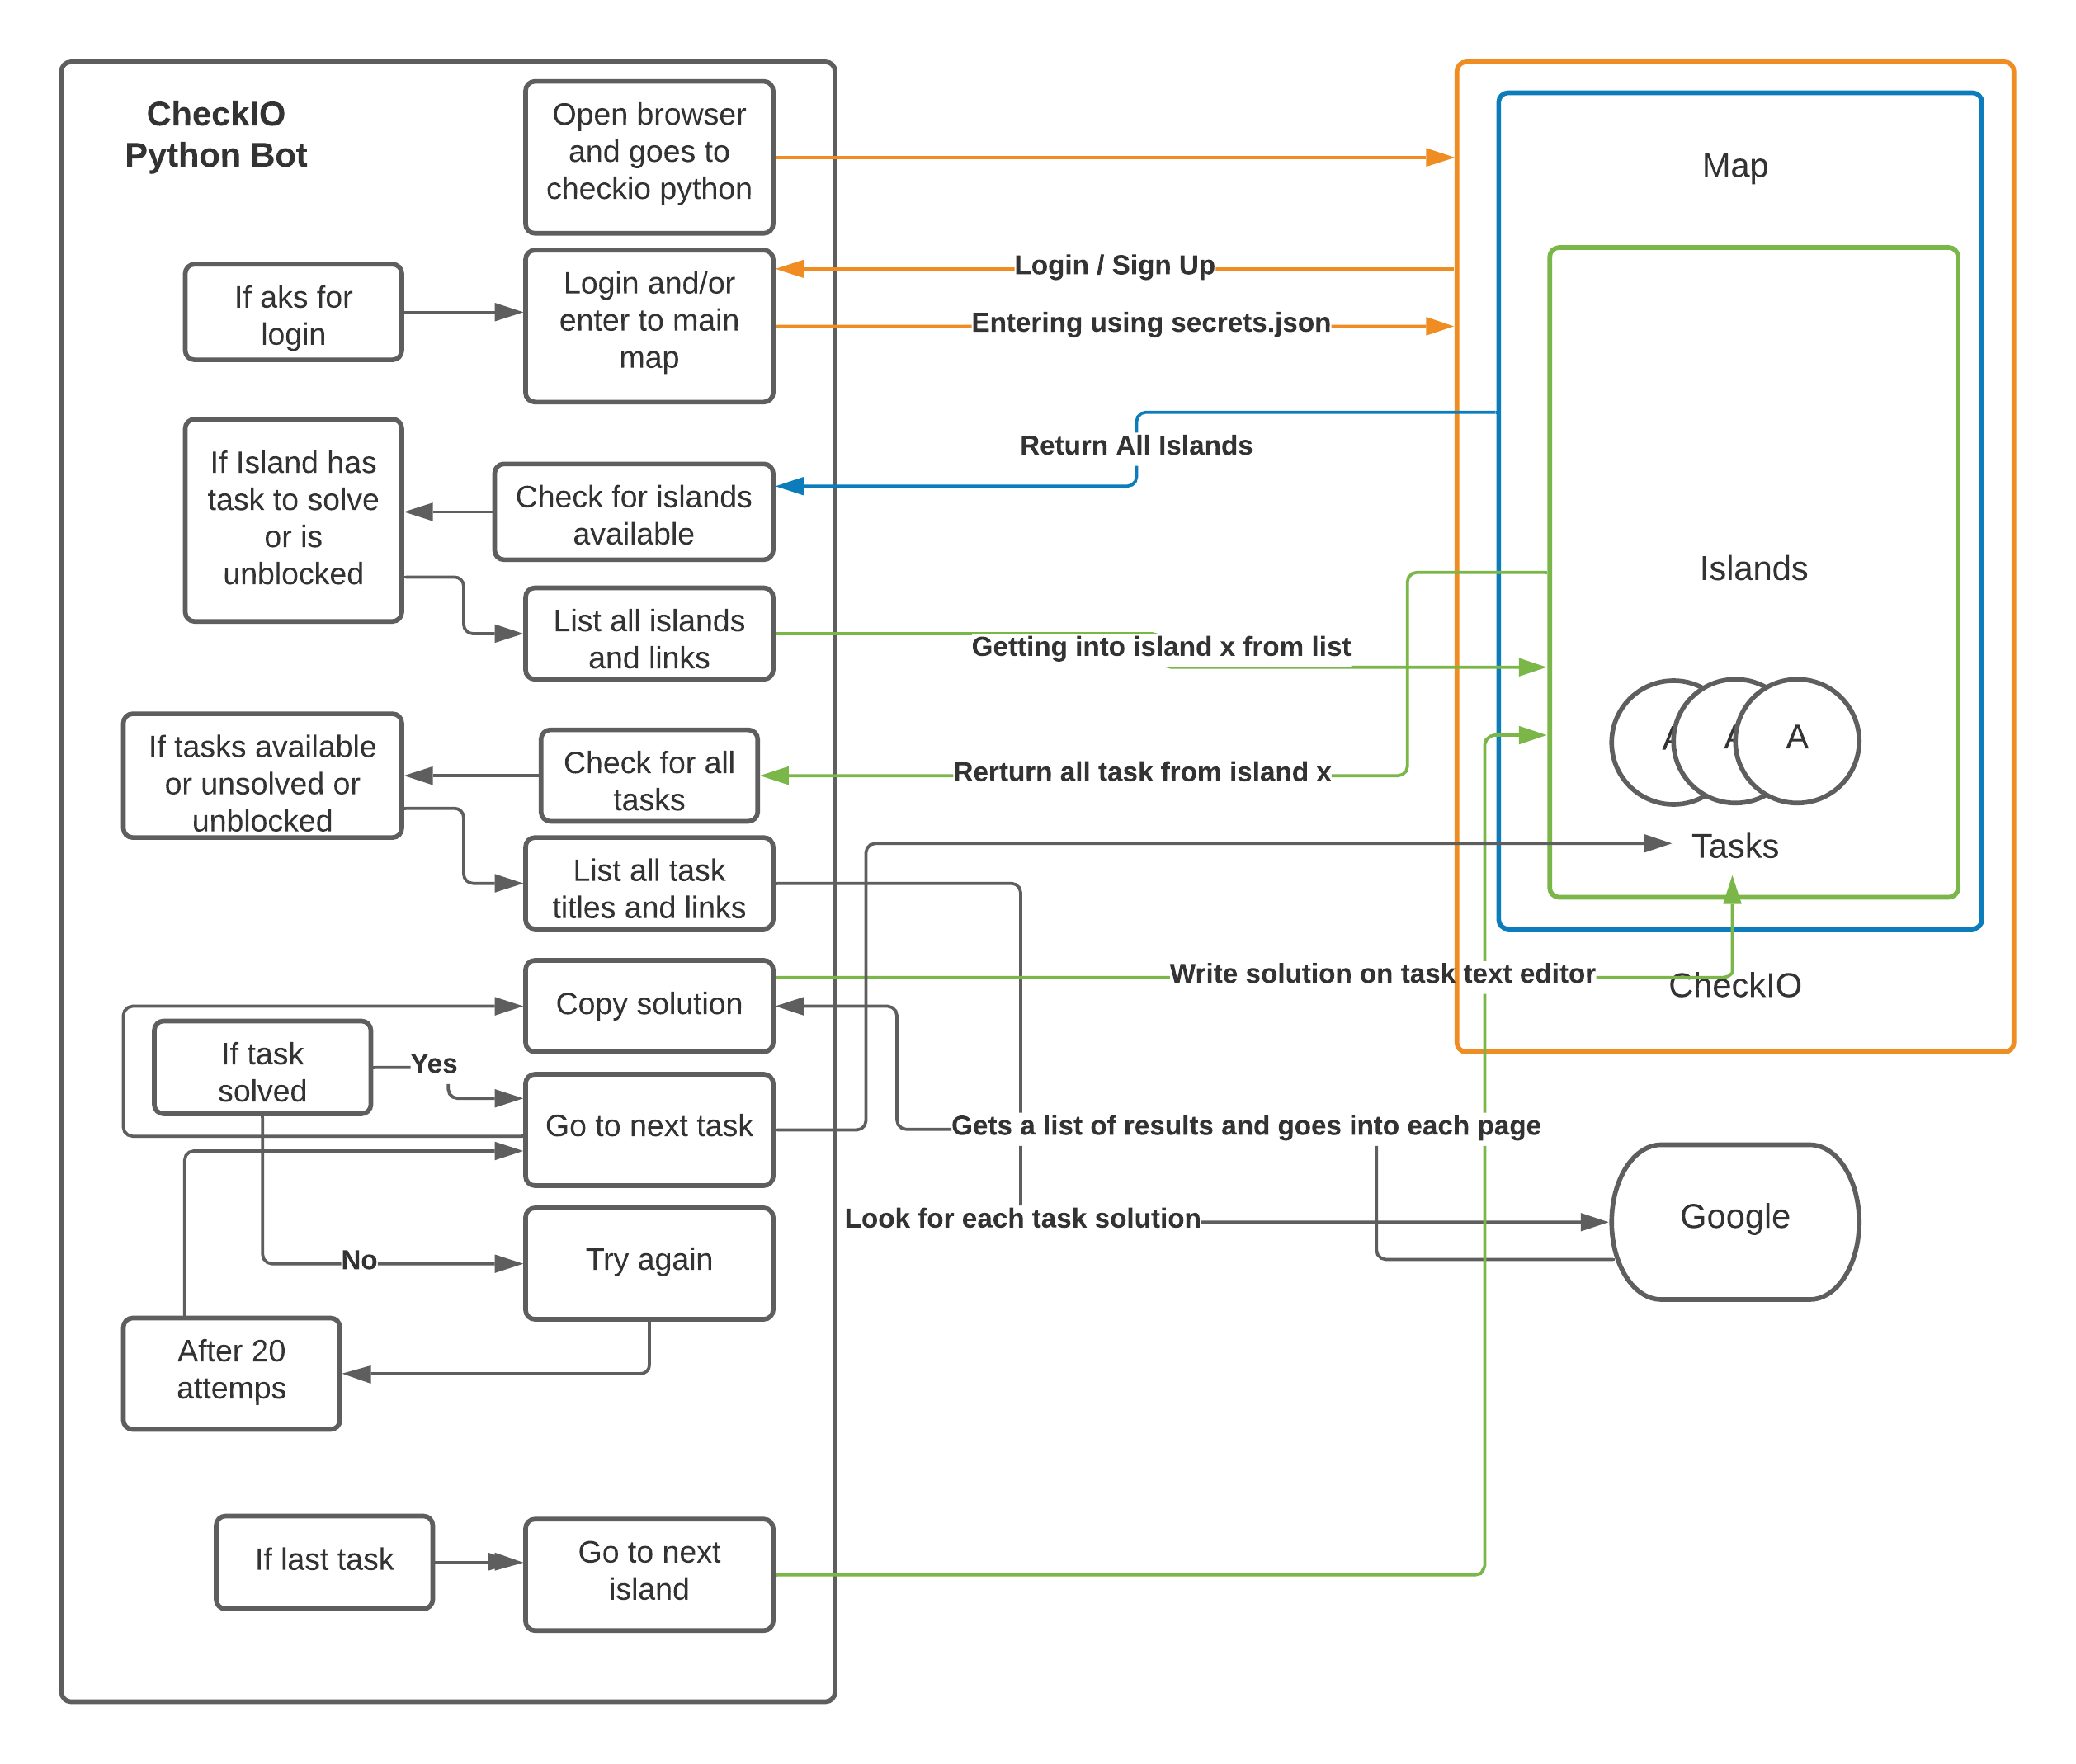 CheckIO
Python Bot
Open browser
and goes to
checkio python
Map
If aks for
login
Login and/or
enter to main
map
Login / Sign Up
Entering using secrets.json
If Island has
task to solve
or is
unblocked
Check for islands
available
Return All Islands
Islands
List all islands
and links
Getting into island x from list
If tasks available
or unsolved or
unblocked
Check for all
tasks
Rerturn all task from island x
A
A
A
Tasks
List all task
titles and links
Copy solution
Write solution on task text editor
CheckIO
If task
solved
Yes
Go to next task
Gets a list of results and goes into each page
Look for each task solution
Google
No
Try again
After 20
attemps
If last task
Go to next
island